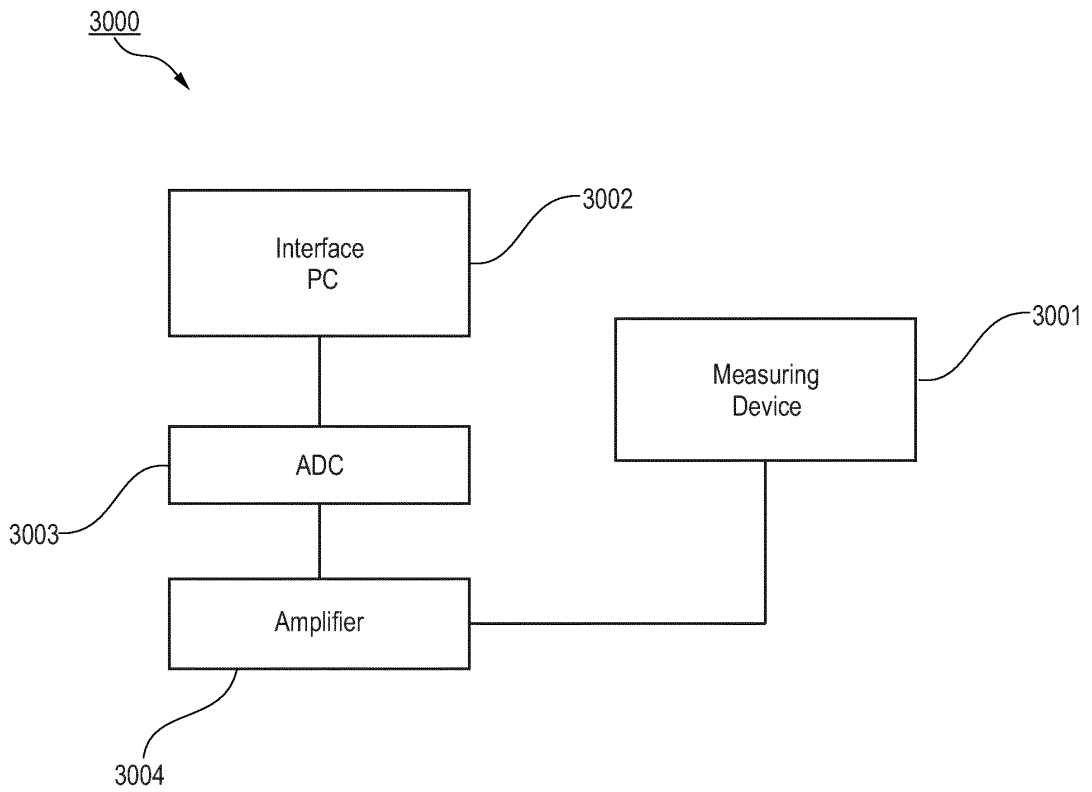 3000
Interface
PC
3002
Measuring
Device
3001
ADC
3003
Amplifier
3004